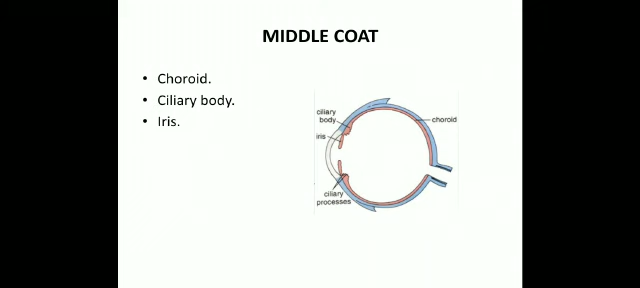 MIDDLE COAT
• Choroid.
• Ciliary body.
• Iris.
ciliary
body
choroid
iris
ciliary
processes